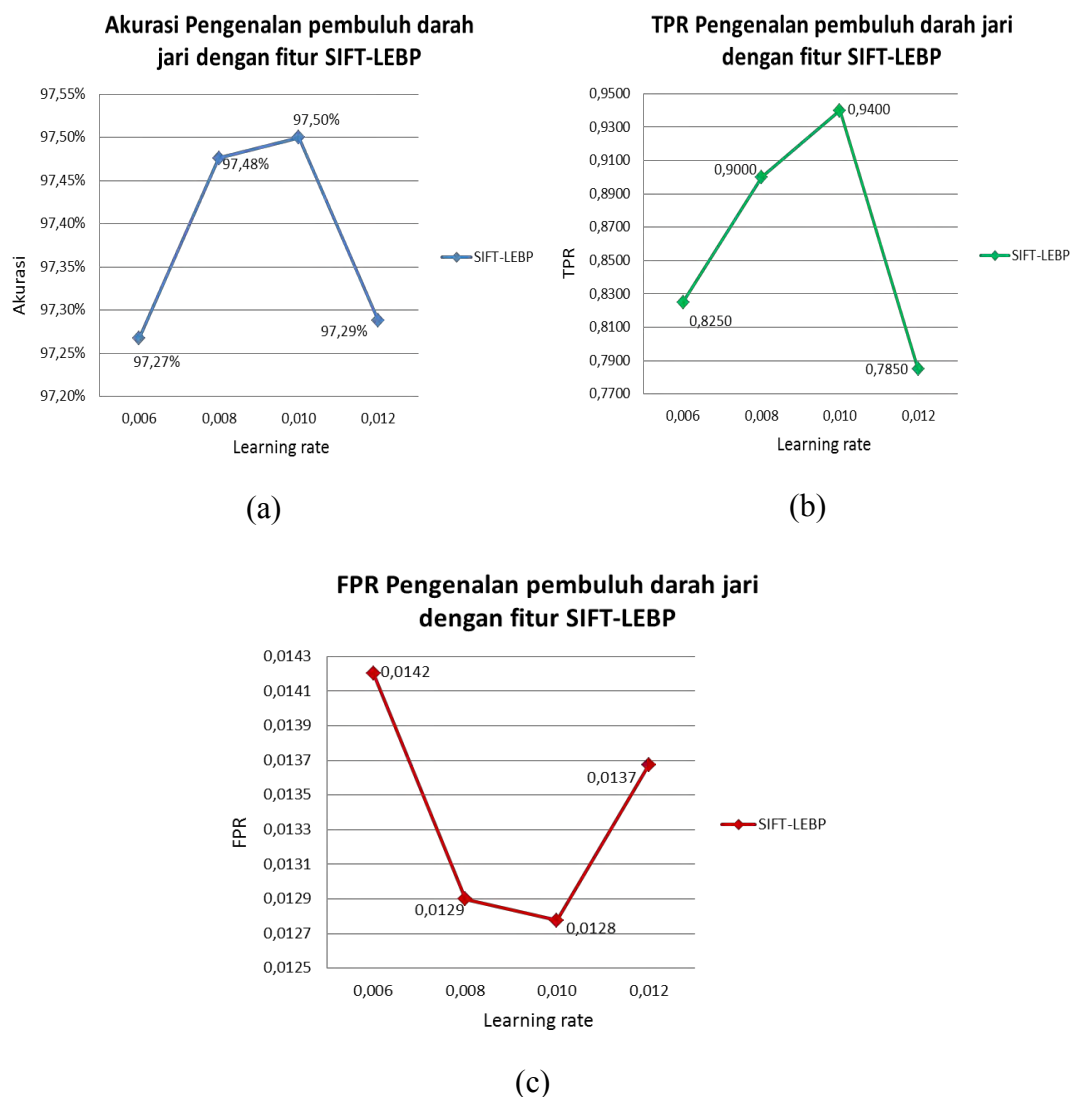 Akurasi Pengenalan pembuluh darah
jari dengan fitur SIFT-LEBP
97,55%
97,50%
97,45%
97,40%
97,35%
97,30%
97,25%
97,20%
Akurasi
97,27%
97,48%
97,50%
97,29%
SIFT-LEBP
0,006
0,008
0,010
0,012
Learning rate
(a)
TPR Pengenalan pembuluh darah jari
dengan fitur SIFT-LEBP
0,9500
0,9300
0,9100
0,8900
0,8700
0,8500
0,8300
0,8100
0,7900
0,7700
TPR
0,8250
0,9000
0,9400
0,7850
SIFT-LEBP
0,006
0,008
0,010
0,012
Learning rate
(b)
FPR Pengenalan pembuluh darah jari
dengan fitur SIFT-LEBP
0,0143
0,0141
0,0139
0,0137
0,0135
0,0133
0,0131
0,0129
0,0127
0,0125
FPR
0,0142
0,0129
0,0128
0,0137
SIFT-LEBP
0,006
0,008
0,010
0,012
Learning rate
(c)